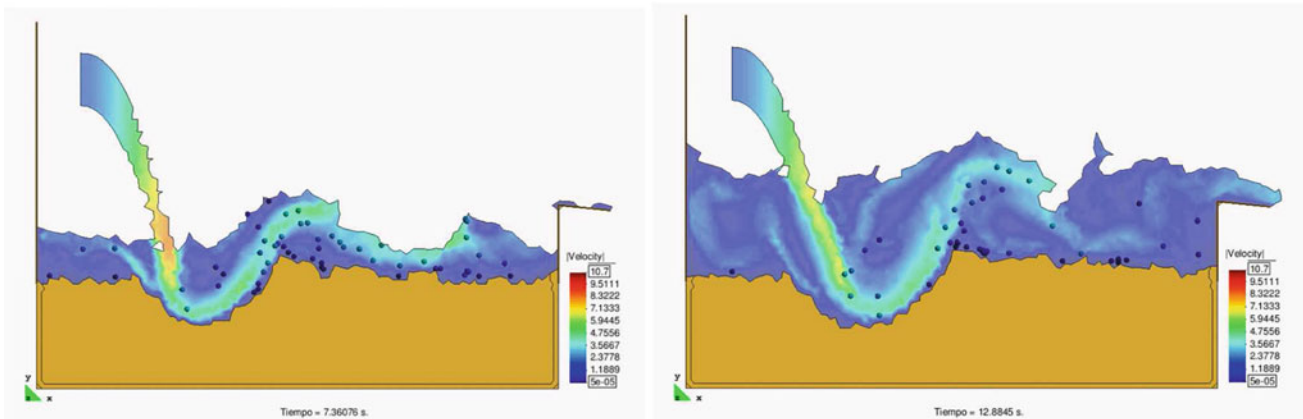 |Velocity|
10.7
9.5111
8.3222
7.1333
5.9445
4.7556
3.5667
2.3778
1.1889
5e-05
y
x
Tiempo = 7.36076 s.
|Velocity|
10.7
9.5111
8.3222
7.1333
5.9445
4.7556
3.5667
2.3778
1.1889
5e-05
y
x
Tiempo = 12.8845 s.